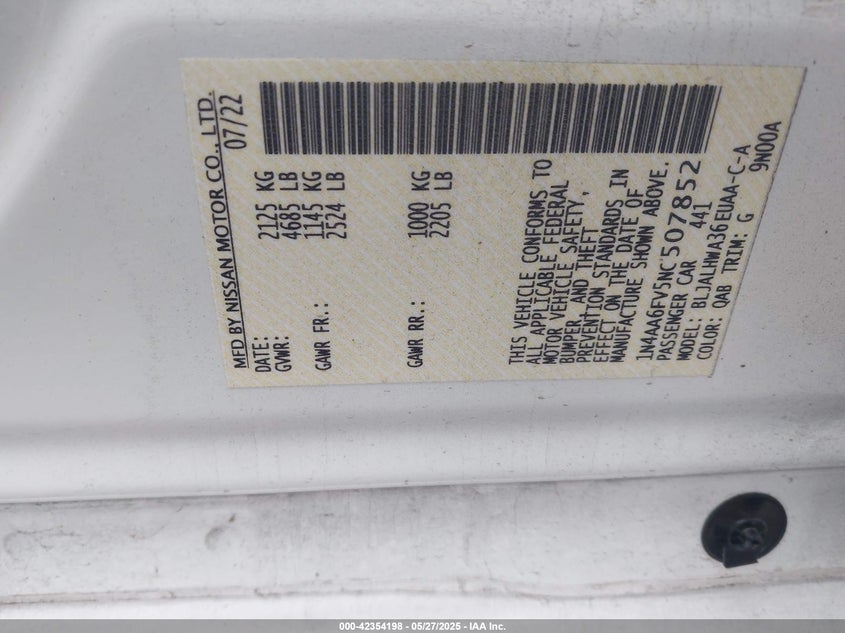 MFD BY NISSAN MOTOR CO., LTD.
DATE: 07/22
GVWR: 2125 KG
4685 LB
GAWR FR.: 1145 KG
2524 LB
GAWR RR.: 1000 KG
2205 LB
THIS VEHICLE CONFORMS TO
ALL APPLICABLE FEDERAL
MOTOR VEHICLE SAFETY,
BUMPER, AND THEFT
PREVENTION STANDARDS IN
EFFECT ON THE DATE OF
MANUFACTURE SHOWN ABOVE.
1N4AA6FV5NC507852
PASSENGER CAR 441
MODEL: BLJALHWA36EUAA-C-A
COLOR: QAB TRIM: G 9N00A
000-42354198 - 05/27/2025 - IAA Inc.